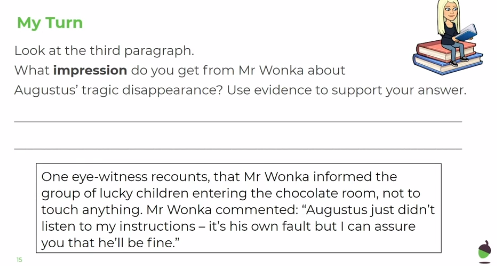 My Turn
Look at the third paragraph.
What impression do you get from Mr Wonka about
Augustus’ tragic disappearance? Use evidence to support your answer.
One eye-witness recounts, that Mr Wonka informed the
group of lucky children entering the chocolate room, not to
touch anything. Mr Wonka commented: “Augustus just didn’t
listen to my instructions – it’s his own fault but I can assure
you that he’ll be fine.”
15